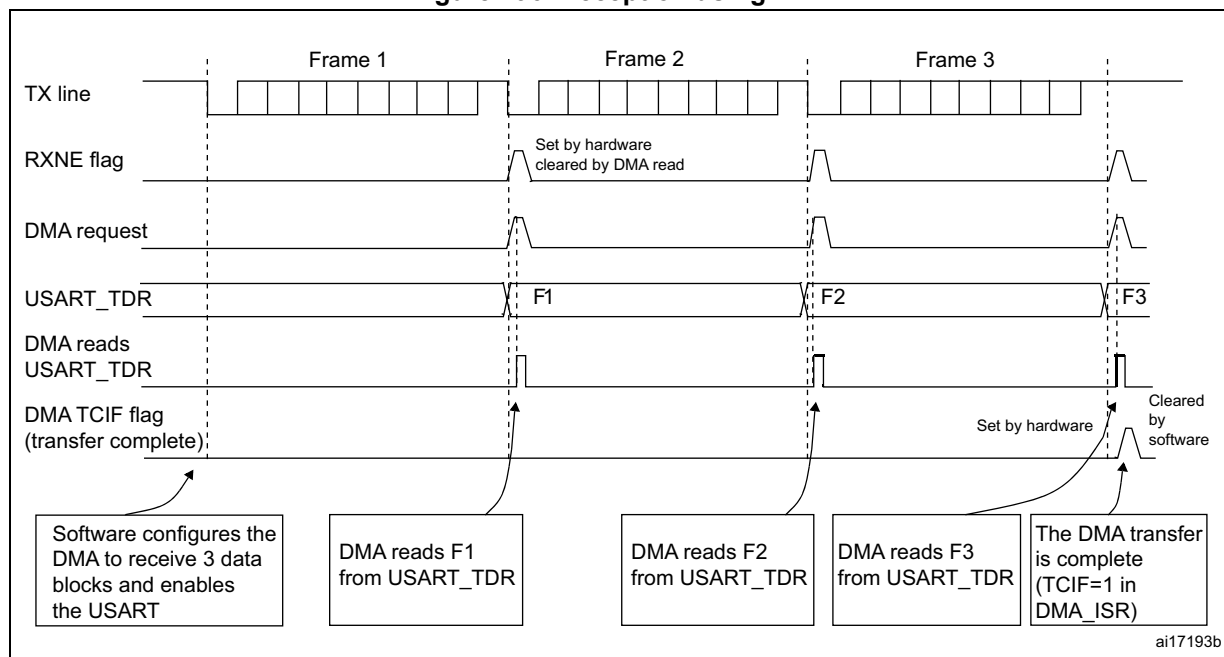 Figure Reception using
Frame 1
Frame 2
Frame 3
TX line
RXNE flag
Set by hardware
cleared by DMA read
DMA request
USART_TDR
F1
F2
F3
DMA reads
USART_TDR
DMA TCIF flag
(transfer complete)
Set by hardware
Cleared
by
software
Software configures the
DMA to receive 3 data
blocks and enables
the USART
DMA reads F1
from USART_TDR
DMA reads F2
from USART_TDR
DMA reads F3
from USART_TDR
The DMA transfer
is complete
(TCIF=1 in
DMA_ISR)
ai17193b